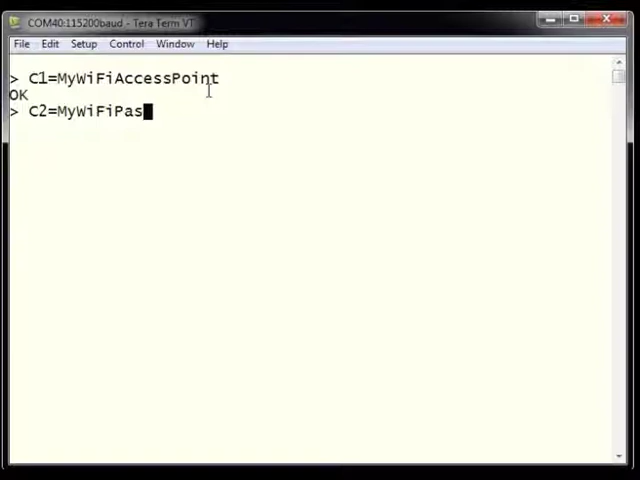 COM40:115200baud - Tera Term VT
File Edit Setup Control Window Help
> C1=MyWiFiAccessPoint
OK
> C2=MyWiFiPas